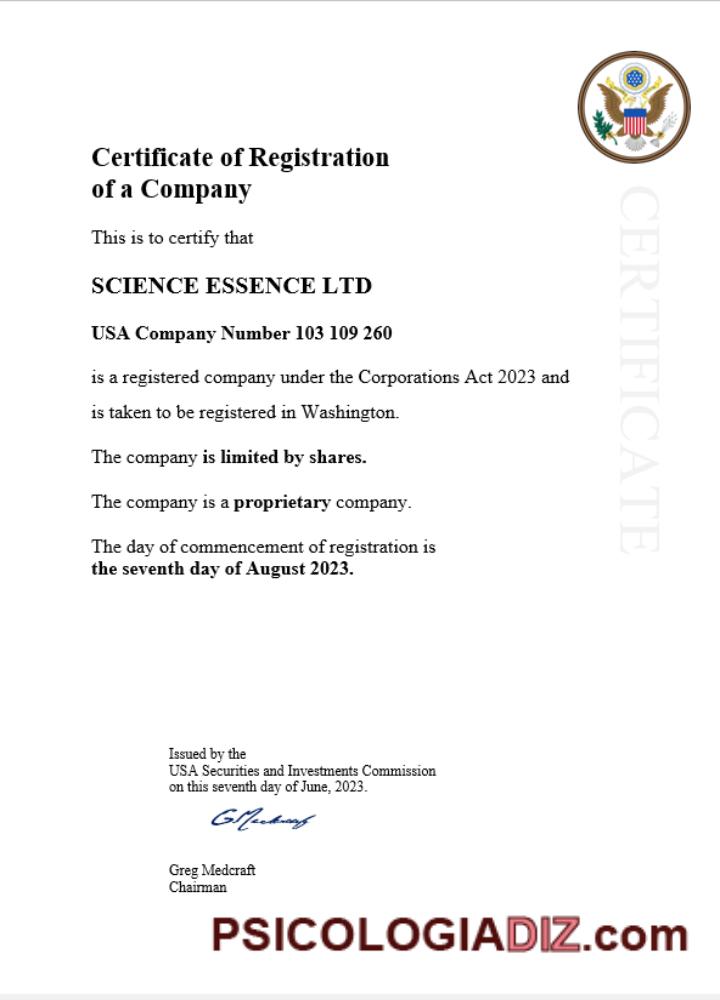 Certificate of Registration
of a Company
This is to certify that
SCIENCE ESSENCE LTD
USA Company Number 103 109 260
is a registered company under the Corporations Act 2023 and
is taken to be registered in Washington.
The company is limited by shares.
The company is a proprietary company.
The day of commencement of registration is
the seventh day of August 2023.
CERTIFICATE
Issued by the
USA Securities and Investments Commission
on this seventh day of June, 2023.
GMedcraft
Greg Medcraft
Chairman
PSICOLOGIADIZ.com